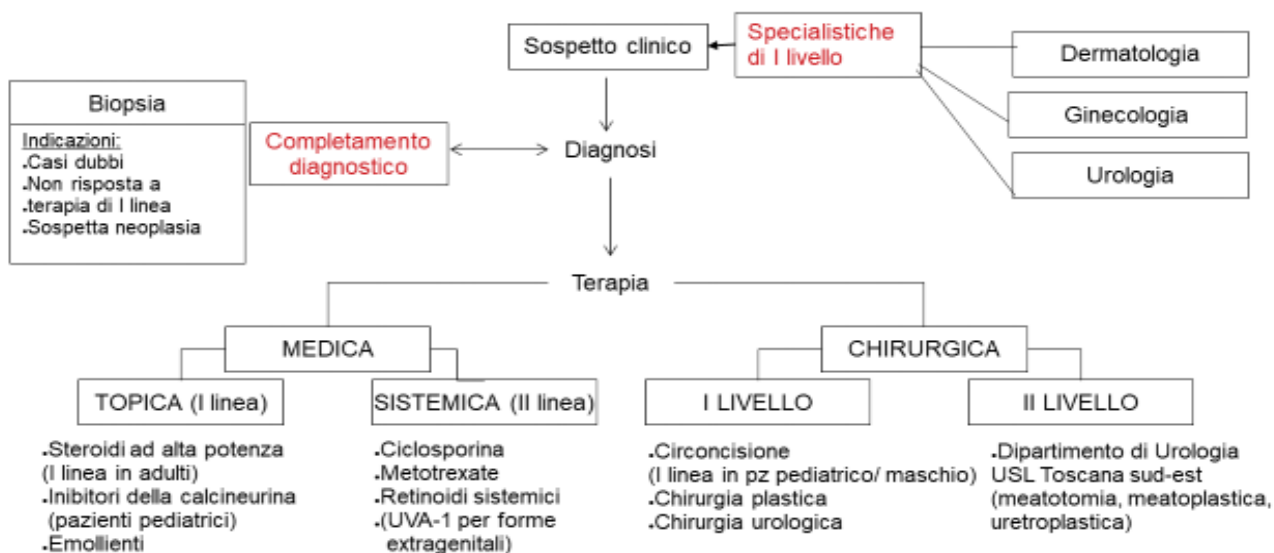 Sospetto clinico
Specialistiche
di I livello
Dermatologia
Ginecologia
Urologia
Biopsia
Indicazioni:
.Casi dubbi
.Non risposta a
.terapia di I linea
.Sospetta neoplasia
Completamento
diagnostico
Diagnosi
Terapia
MEDICA
CHIRURGICA
TOPICA (I linea)
SISTEMICA (II linea)
I LIVELLO
II LIVELLO
.Steroidi ad alta potenza
(I linea in adulti)
.Inibitori della calcineurina
(pazienti pediatrici)
.Emollienti
.Ciclosporina
.Metotrexate
.Retinoidi sistemici
.(UVA-1 per forme
extragenitali)
.Circoncisione
(I linea in pz pediatrico/ maschio)
.Chirurgia plastica
.Chirurgia urologica
.Dipartimento di Urologia
USL Toscana sud-est
(meatotomia, meatoplastica,
uretroplastica)